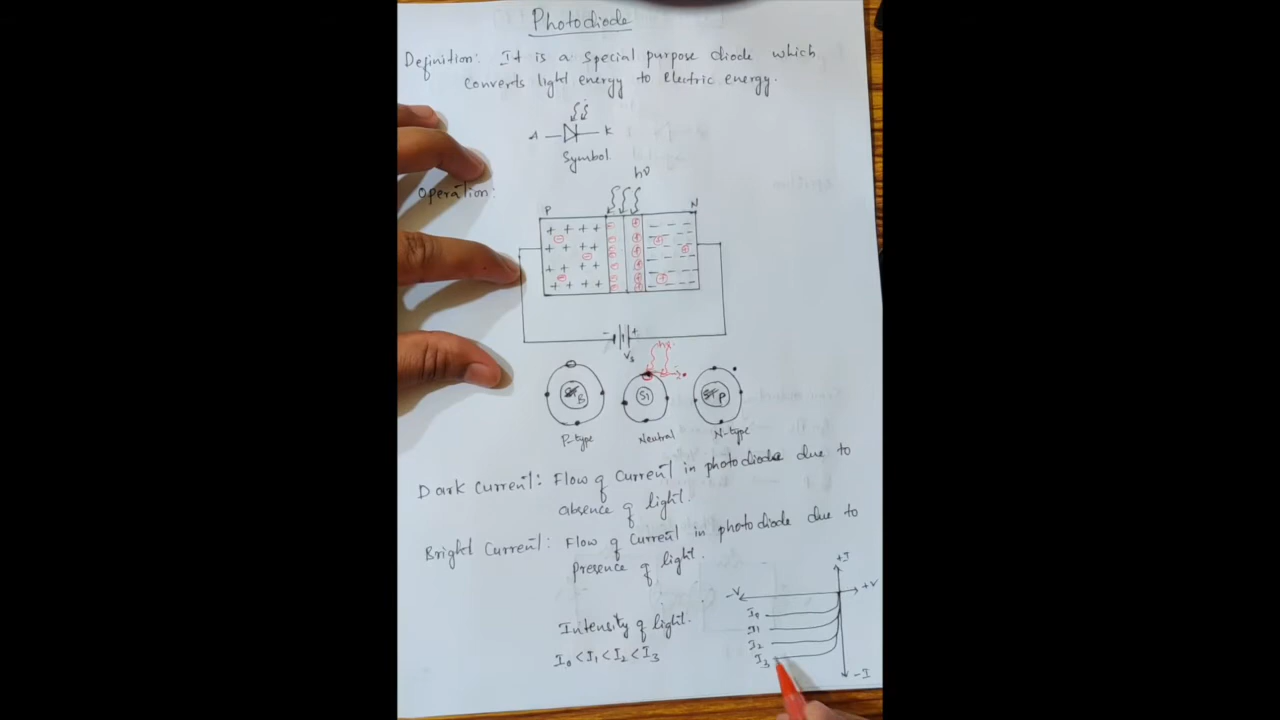 Photodiode
Definition: It is a special purpose diode which
converts light energy to Electric energy.
A K
Symbol
hν
Operation:
P N
+ + + +
+ + + +
+ + + +
+ + + +
- +
V
P-type Neutral N-type
B Si P
Dark Current: Flow of Current in photodiode due to
absence of light.
Bright Current: Flow of Current in photodiode due to
Presence of light.
Intensity of light.
I0 < I1 < I2 < I3
+I
-V +V
I0
I1
I2
I3
-I